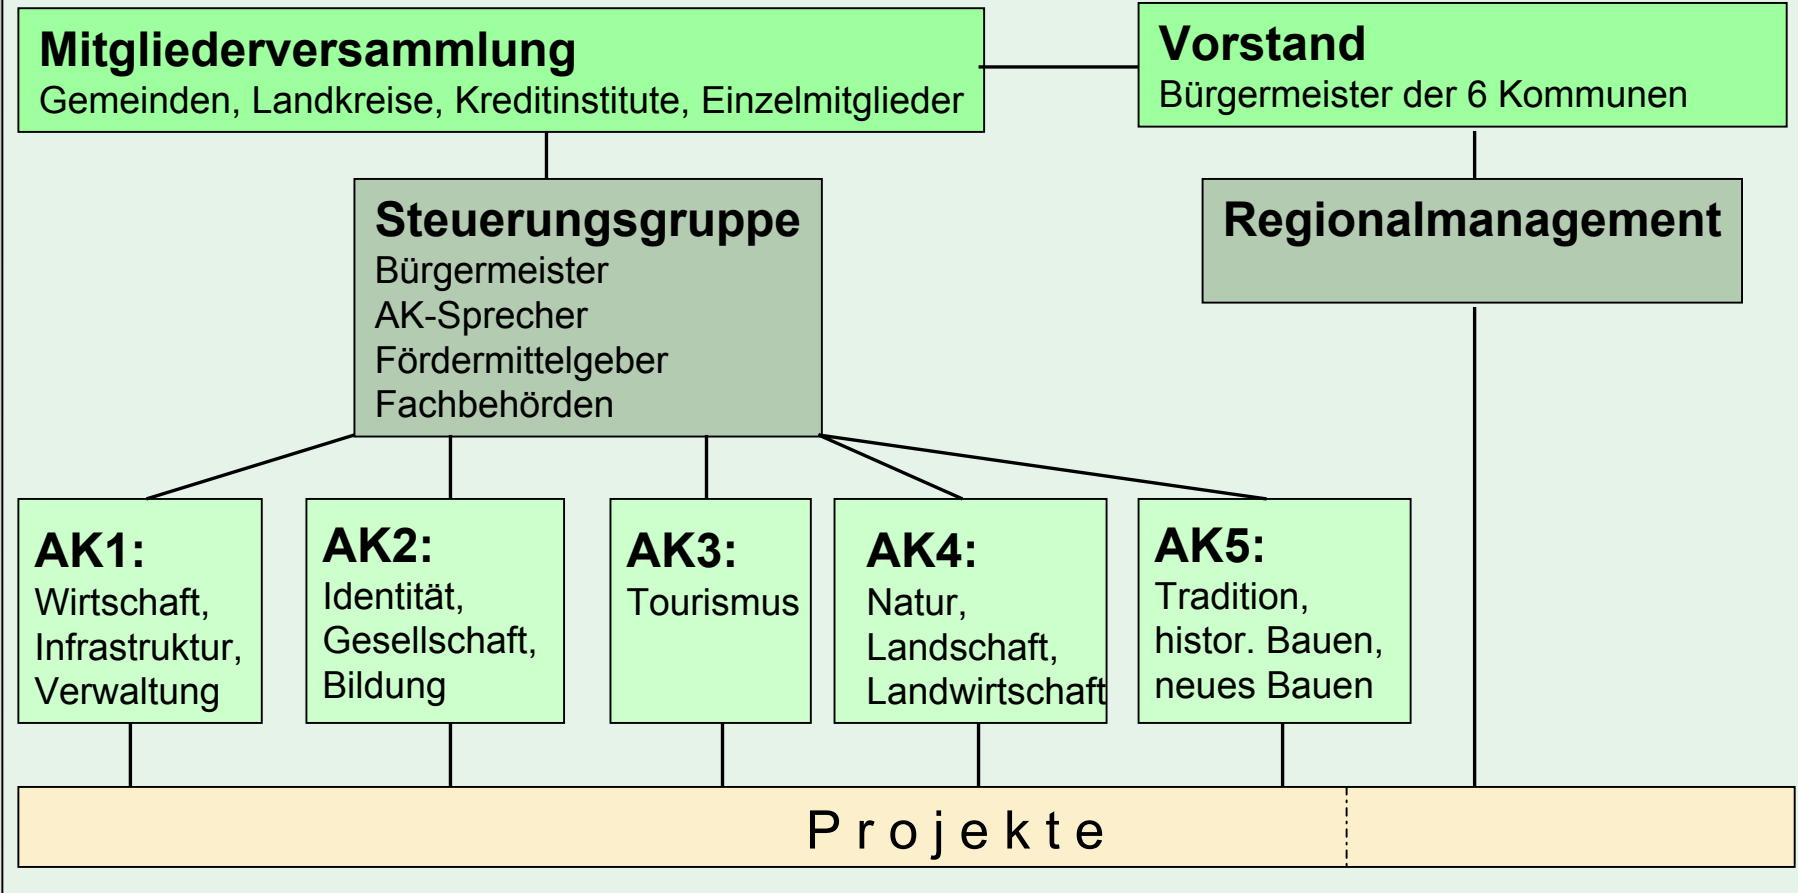 Mitgliederversammlung
Gemeinden, Landkreise, Kreditinstitute, Einzelmitglieder
Vorstand
Bürgermeister der 6 Kommunen
Steuerungsgruppe
Bürgermeister
AK-Sprecher
Fördermittelgeber
Fachbehörden
Regionalmanagement
AK1:
Wirtschaft,
Infrastruktur,
Verwaltung
AK2:
Identität,
Gesellschaft,
Bildung
AK3:
Tourismus
AK4:
Natur,
Landschaft,
Landwirtschaft
AK5:
Tradition,
histor. Bauen,
neues Bauen
Projekte